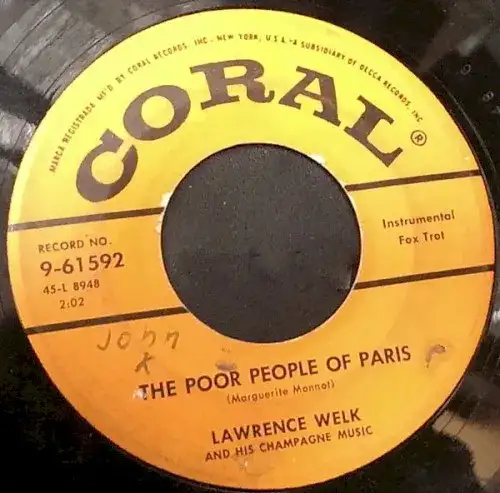 MARCA REGISTRADA MF'D BY CORAL RECORDS, INC. NEW YORK, U.S.A. A SUBSIDIARY OF DECCA RECORDS, INC.
CORAL®
RECORD NO.
9-61592
45-L 8948
2:02
Instrumental
Fox Trot
John
THE POOR PEOPLE OF PARIS
(Marguerite Monnot)
LAWRENCE WELK
AND HIS CHAMPAGNE MUSIC